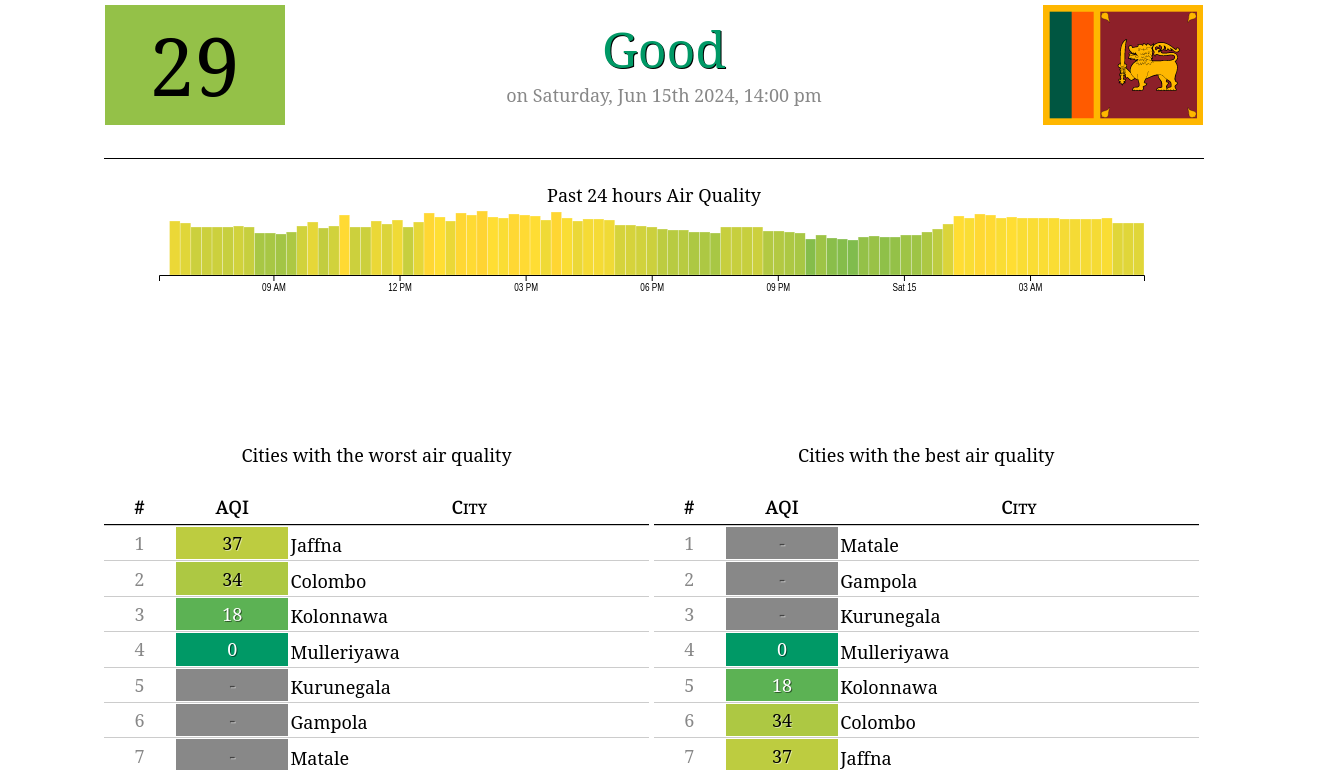 29
Good
on Saturday, Jun 15th 2024, 14:00 pm
Past 24 hours Air Quality
09 AM 12 PM 03 PM 06 PM 09 PM Sat 15 03 AM
Cities with the worst air quality
# AQI City
1 37 Jaffna
2 34 Colombo
3 18 Kolonnawa
4 0 Mulleriyawa
5 - Kurunegala
6 - Gampola
7 - Matale
Cities with the best air quality
# AQI City
1 - Matale
2 - Gampola
3 - Kurunegala
4 0 Mulleriyawa
5 18 Kolonnawa
6 34 Colombo
7 37 Jaffna